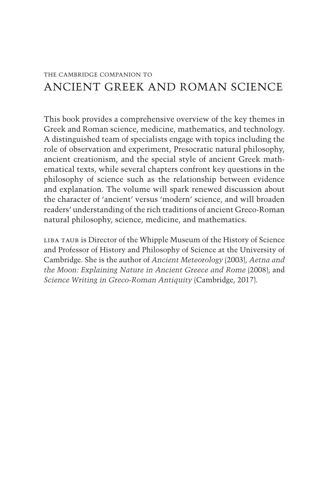 THE CAMBRIDGE COMPANION TO
ANCIENT GREEK AND ROMAN SCIENCE
This book provides a comprehensive overview of the key themes in
Greek and Roman science, medicine, mathematics, and technology.
A distinguished team of specialists engage with topics including the
role of observation and experiment, Presocratic natural philosophy,
ancient creationism, and the special style of ancient Greek math-
ematical texts, while several chapters confront key questions in the
philosophy of science such as the relationship between evidence
and explanation. The volume will spark renewed discussion about
the character of 'ancient' versus 'modern' science, and will broaden
readers' understanding of the rich traditions of ancient Greco-Roman
natural philosophy, science, medicine, and mathematics.
LIBA TAUB is Director of the Whipple Museum of the History of Science
and Professor of History and Philosophy of Science at the University of
Cambridge. She is the author of Ancient Meteorology (2003), Aetna and
the Moon: Explaining Nature in Ancient Greece and Rome (2008), and
Science Writing in Greco-Roman Antiquity (Cambridge, 2017).